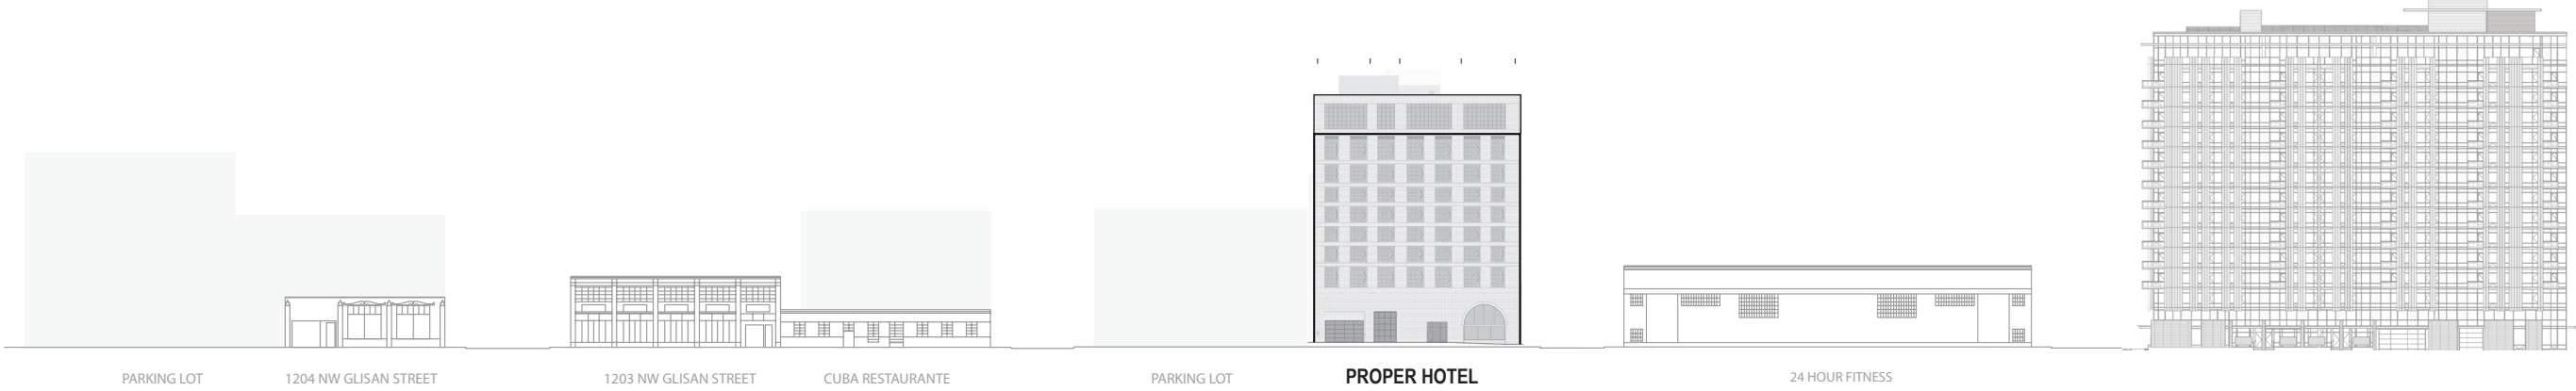 PARKING LOT
1204 NW GLISAN STREET
1203 NW GLISAN STREET
CUBA RESTAURANTE
PARKING LOT
PROPER HOTEL
24 HOUR FITNESS